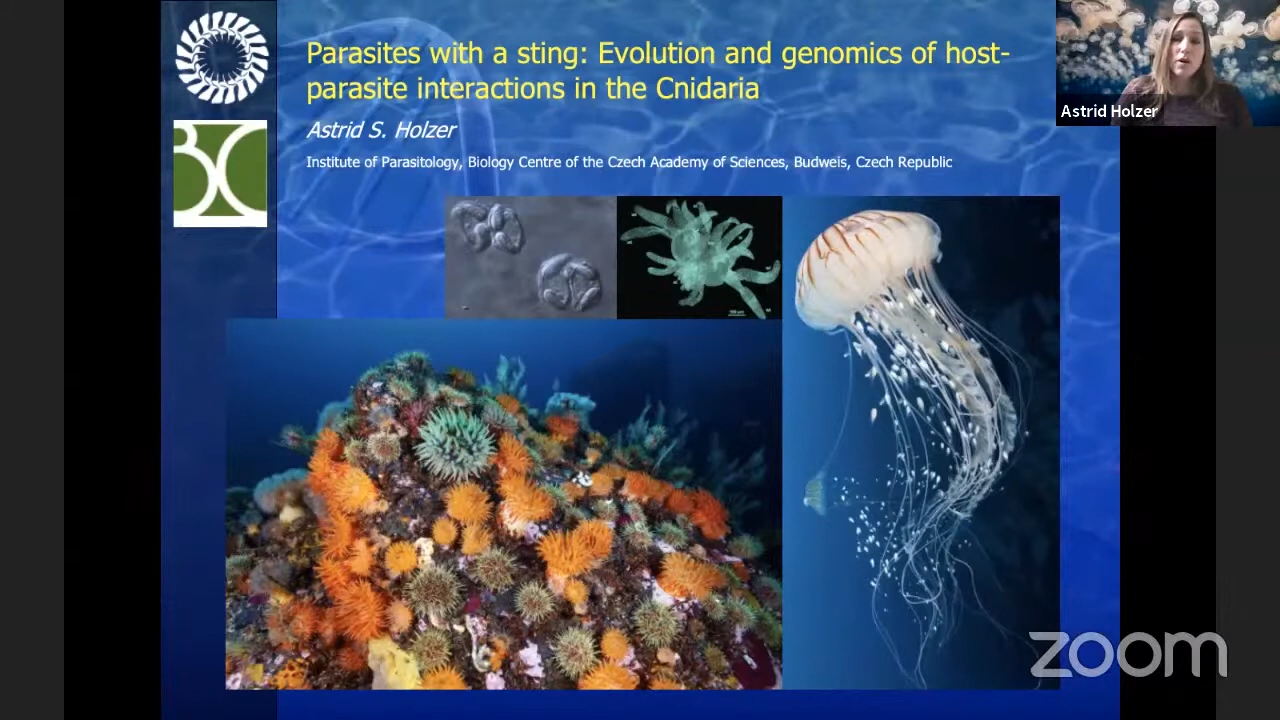 Parasites with a sting: Evolution and genomics of host-
parasite interactions in the Cnidaria
Astrid S. Holzer
Institute of Parasitology, Biology Centre of the Czech Academy of Sciences, Budweis, Czech Republic
Astrid Holzer
zoom